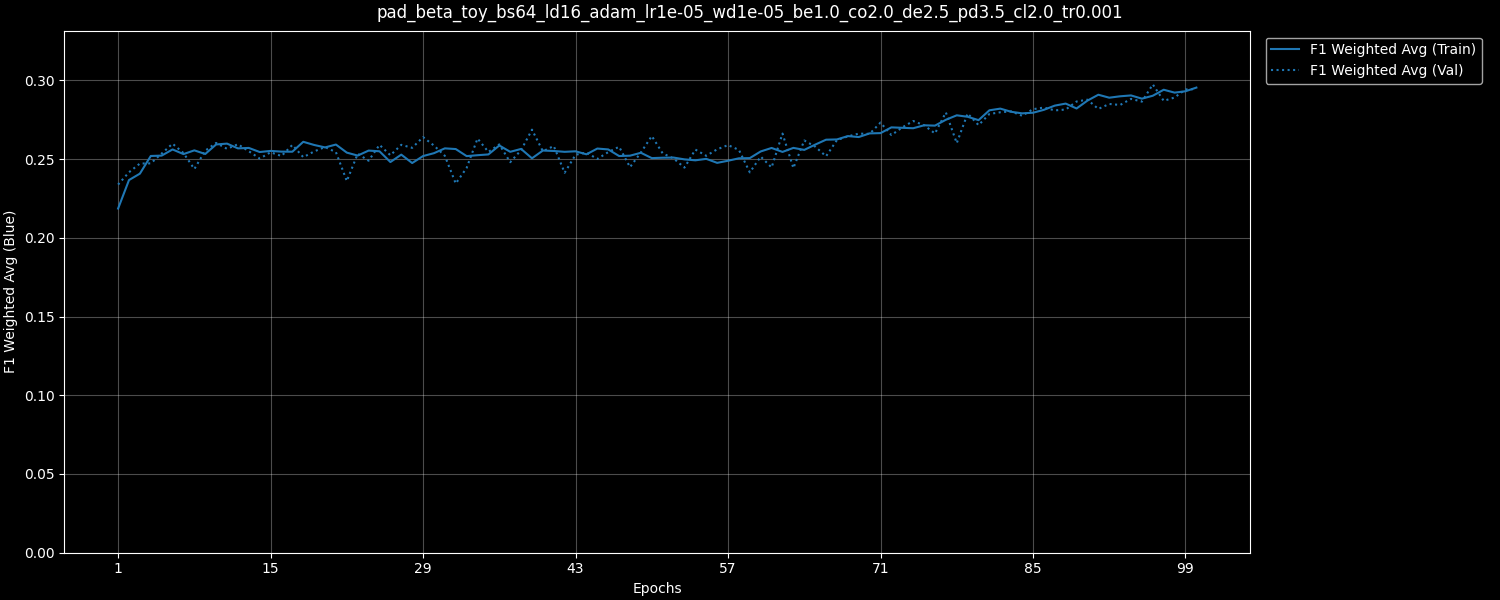 pad_beta_toy_bs64_ld16_adam_lr1e-05_wd1e-05_be1.0_co2.0_de2.5_pd3.5_cl2.0_tr0.001
F1 Weighted Avg (Train)
F1 Weighted Avg (Val)
F1 Weighted Avg (Blue)
0.30
0.25
0.20
0.15
0.10
0.05
0.00
1 15 29 43 57 71 85 99
Epochs